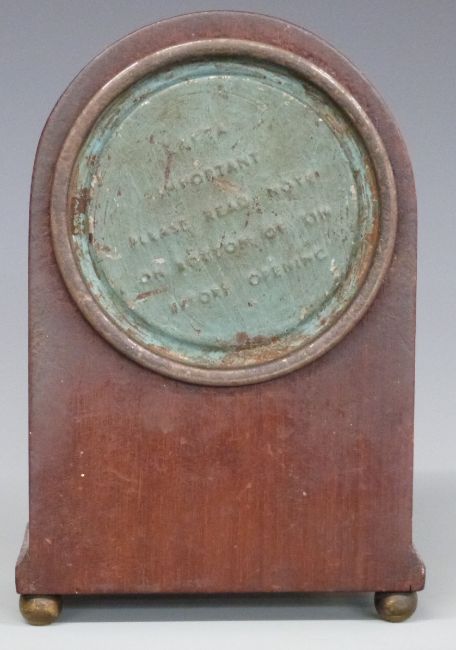 IMPORTANT
PLEASE READ NOTE
ON BOTTOM OF TIN
BEFORE OPENING